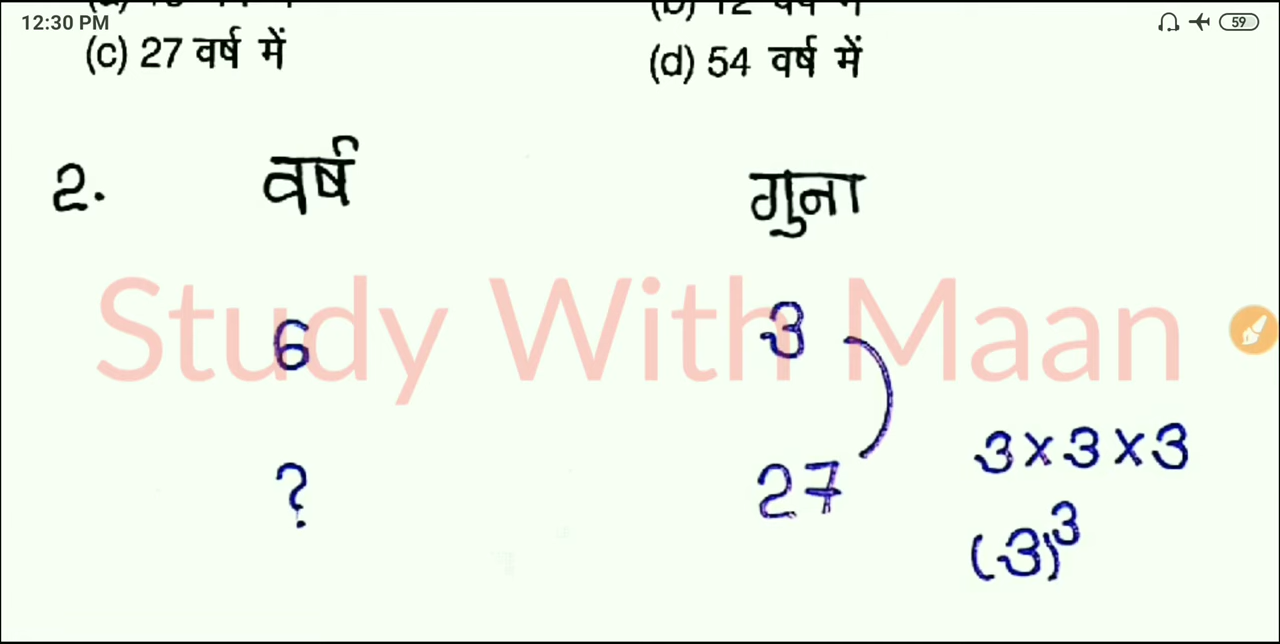 12:30 PM
59
(c) 27 वर्ष में
(d) 54 वर्ष में
2. वर्ष गुना
Study With Maan
6 3
3×3×3
? 27
(3)³